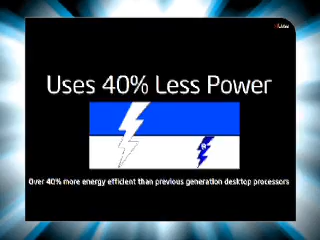 Uses 40% Less Power
Over 40% more energy efficient than previous generation desktop processors